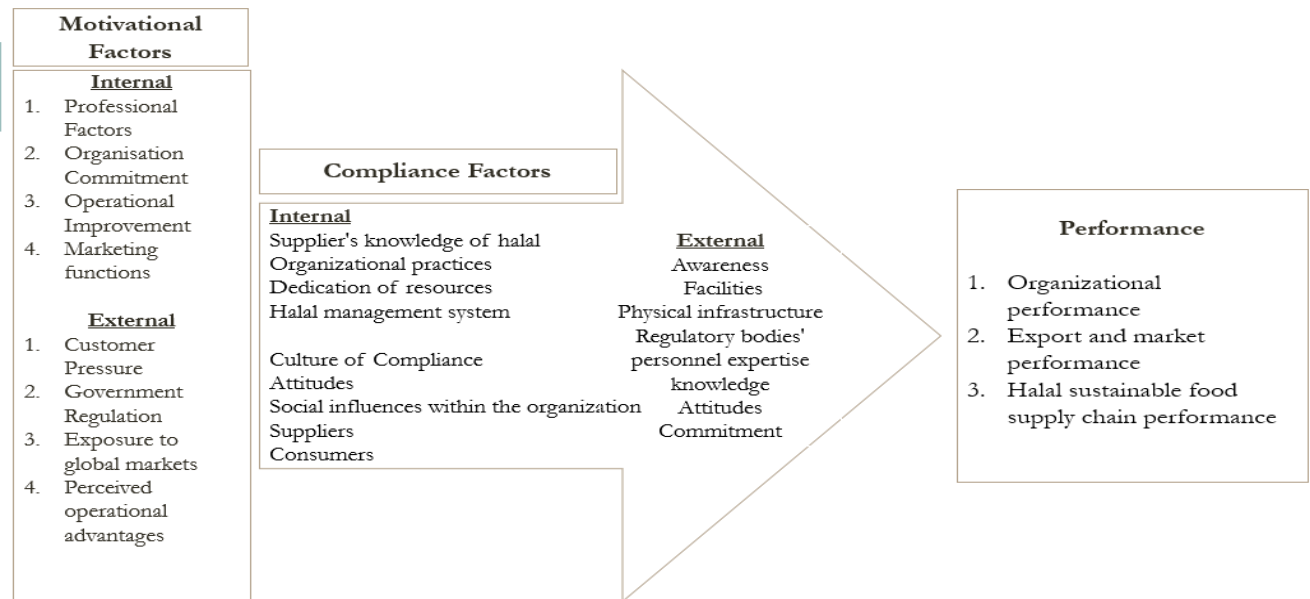 Motivational
Factors
Internal
1. Professional
Factors
2. Organisation
Commitment
3. Operational
Improvement
4. Marketing
functions
External
1. Customer
Pressure
2. Government
Regulation
3. Exposure to
global markets
4. Perceived
operational
advantages
Compliance Factors
Internal
Supplier's knowledge of halal
Organizational practices
Dedication of resources
Halal management system
Culture of Compliance
Attitudes
Social influences within the organization
Suppliers
Consumers
External
Awareness
Facilities
Physical infrastructure
Regulatory bodies'
personnel expertise
knowledge
Attitudes
Commitment
Performance
1. Organizational
performance
2. Export and market
performance
3. Halal sustainable food
supply chain performance